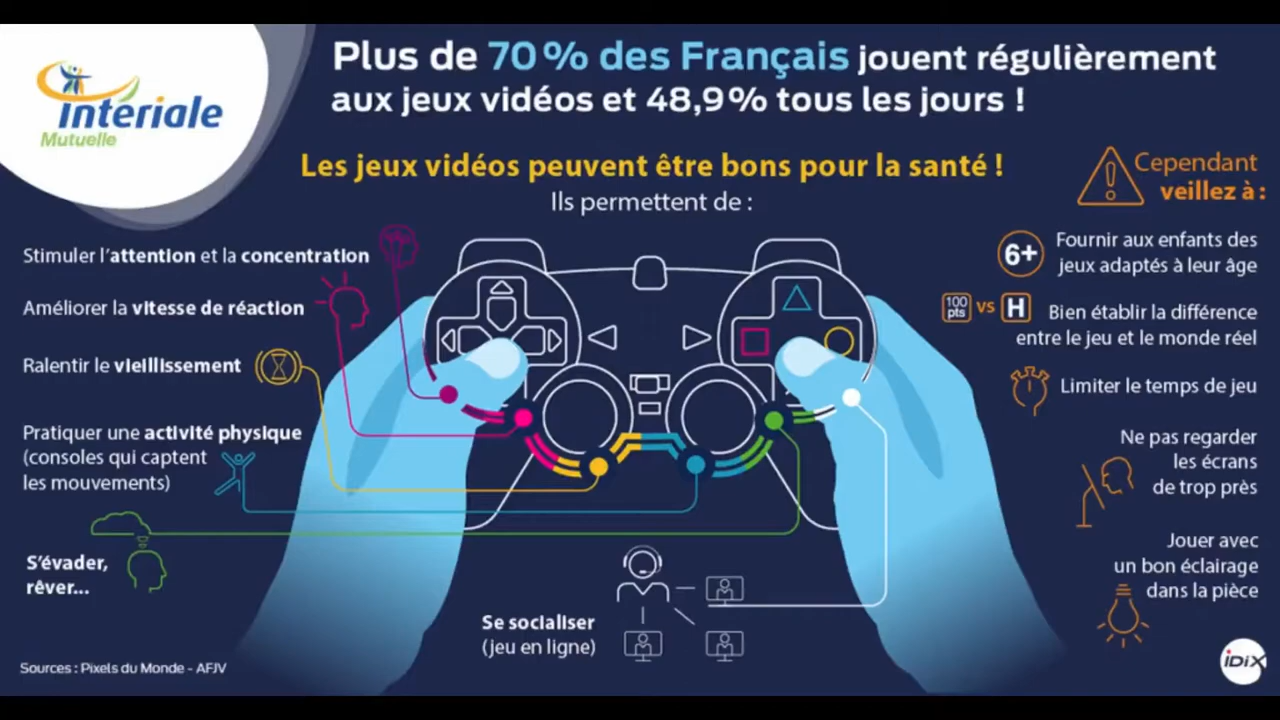 intériale
Mutuelle
Plus de 70% des Français jouent régulièrement
aux jeux vidéos et 48,9% tous les jours !
Les jeux vidéos peuvent être bons pour la santé !
Ils permettent de :
Stimuler l'attention et la concentration
Améliorer la vitesse de réaction
Ralentir le vieillissement
Pratiquer une activité physique
(consoles qui captent
les mouvements)
S'évader,
rêver...
Se socialiser
(jeu en ligne)
Cependant
veillez à :
6+
Fournir aux enfants des
jeux adaptés à leur âge
100
pts
vs H
Bien établir la différence
entre le jeu et le monde réel
Limiter le temps de jeu
Ne pas regarder
les écrans
de trop près
Jouer avec
un bon éclairage
dans la pièce
Sources : Pixels du Monde - AFJV
iDiX